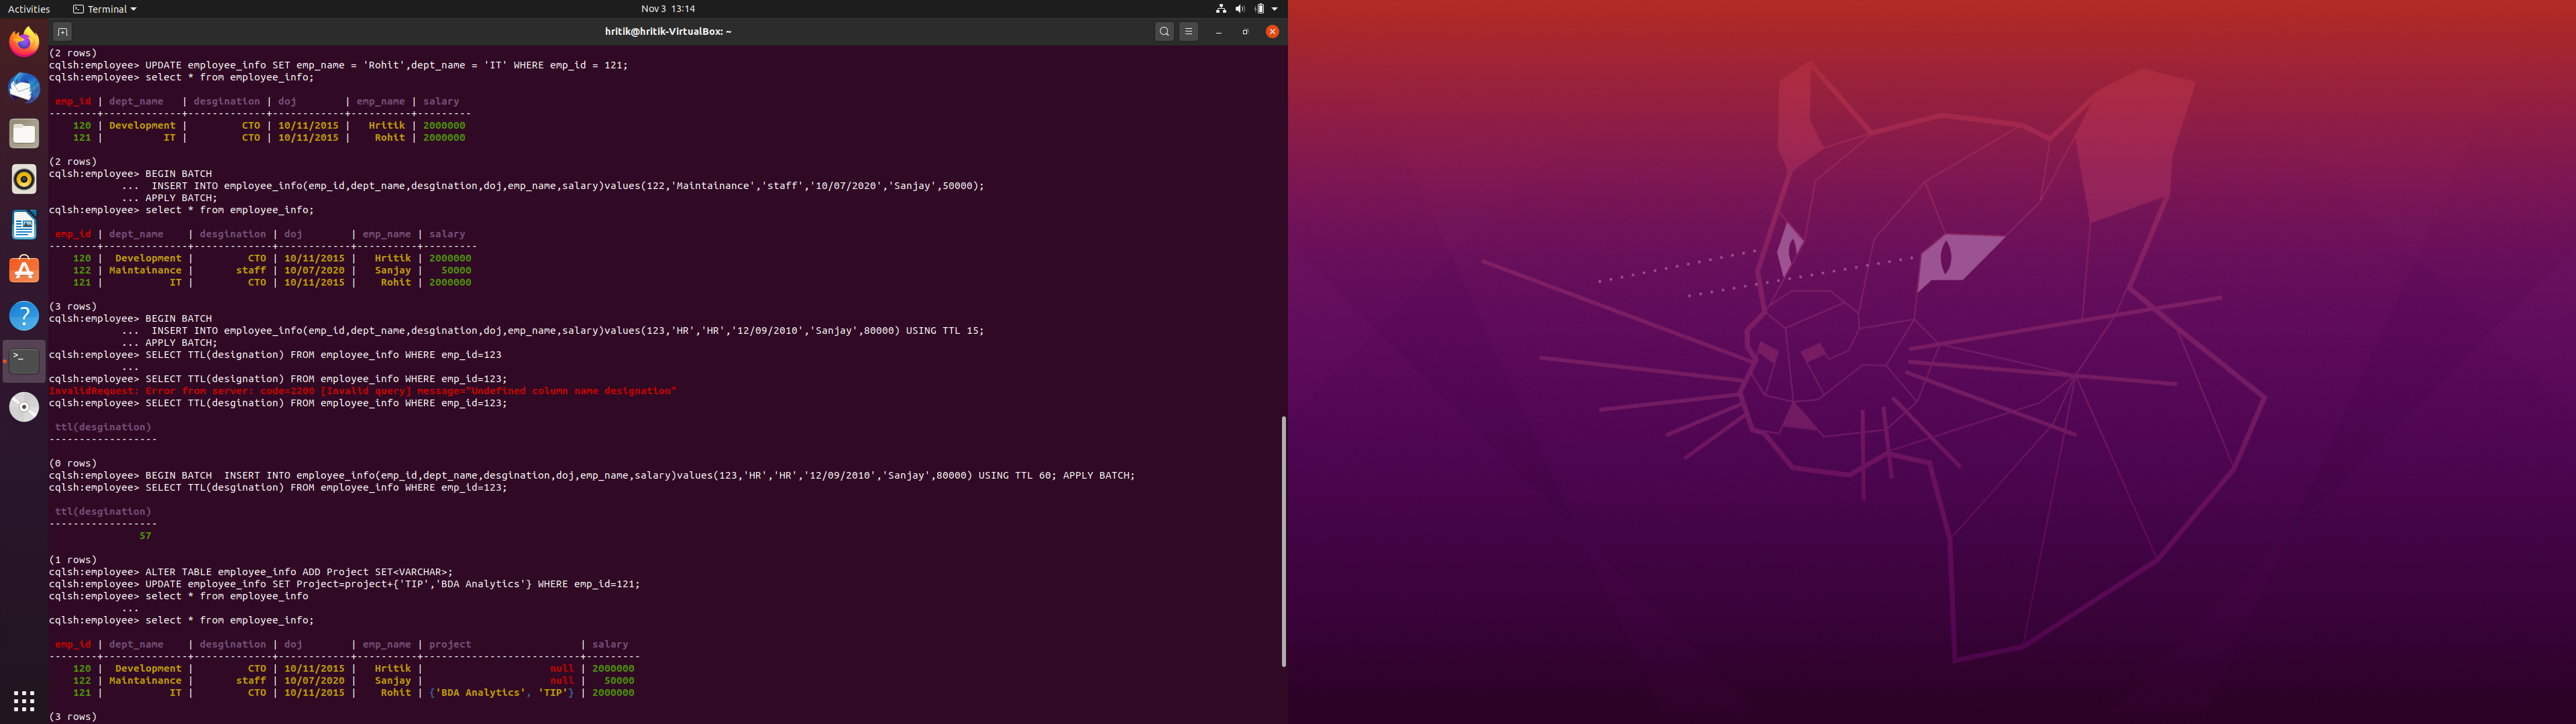 Activities Terminal Nov 3 13:14
hritik@hritik-VirtualBox: ~
(2 rows)
cqlsh:employee> UPDATE employee_info SET emp_name = 'Rohit',dept_name = 'IT' WHERE emp_id = 121;
cqlsh:employee> select * from employee_info;
emp_id | dept_name | desgination | doj | emp_name | salary
--------+-------------+-------------+------------+----------+---------
120 | Development | CTO | 10/11/2015 | Hritik | 2000000
121 | IT | CTO | 10/11/2015 | Rohit | 2000000
(2 rows)
cqlsh:employee> BEGIN BATCH
... INSERT INTO employee_info(emp_id,dept_name,desgination,doj,emp_name,salary)values(122,'Maintainance','staff','10/07/2020','Sanjay',50000);
... APPLY BATCH;
cqlsh:employee> select * from employee_info;
emp_id | dept_name | desgination | doj | emp_name | salary
--------+--------------+-------------+------------+----------+---------
120 | Development | CTO | 10/11/2015 | Hritik | 2000000
122 | Maintainance | staff | 10/07/2020 | Sanjay | 50000
121 | IT | CTO | 10/11/2015 | Rohit | 2000000
(3 rows)
cqlsh:employee> BEGIN BATCH
... INSERT INTO employee_info(emp_id,dept_name,desgination,doj,emp_name,salary)values(123,'HR','HR','12/09/2010','Sanjay',80000) USING TTL 15;
... APPLY BATCH;
cqlsh:employee> SELECT TTL(designation) FROM employee_info WHERE emp_id=123
...
cqlsh:employee> SELECT TTL(designation) FROM employee_info WHERE emp_id=123;
InvalidRequest: Error from server: code=2200 [Invalid query] message="Undefined column name designation"
cqlsh:employee> SELECT TTL(desgination) FROM employee_info WHERE emp_id=123;
ttl(desgination)
------------------
(0 rows)
cqlsh:employee> BEGIN BATCH INSERT INTO employee_info(emp_id,dept_name,desgination,doj,emp_name,salary)values(123,'HR','HR','12/09/2010','Sanjay',80000) USING TTL 60; APPLY BATCH;
cqlsh:employee> SELECT TTL(desgination) FROM employee_info WHERE emp_id=123;
ttl(desgination)
------------------
57
(1 rows)
cqlsh:employee> ALTER TABLE employee_info ADD Project SET<VARCHAR>;
cqlsh:employee> UPDATE employee_info SET Project=project+{'TIP','BDA Analytics'} WHERE emp_id=121;
cqlsh:employee> select * from employee_info
...
cqlsh:employee> select * from employee_info;
emp_id | dept_name | desgination | doj | emp_name | project | salary
--------+--------------+-------------+------------+----------+--------------------------+---------
120 | Development | CTO | 10/11/2015 | Hritik | null | 2000000
122 | Maintainance | staff | 10/07/2020 | Sanjay | null | 50000
121 | IT | CTO | 10/11/2015 | Rohit | {'BDA Analytics', 'TIP'} | 2000000
(3 rows)